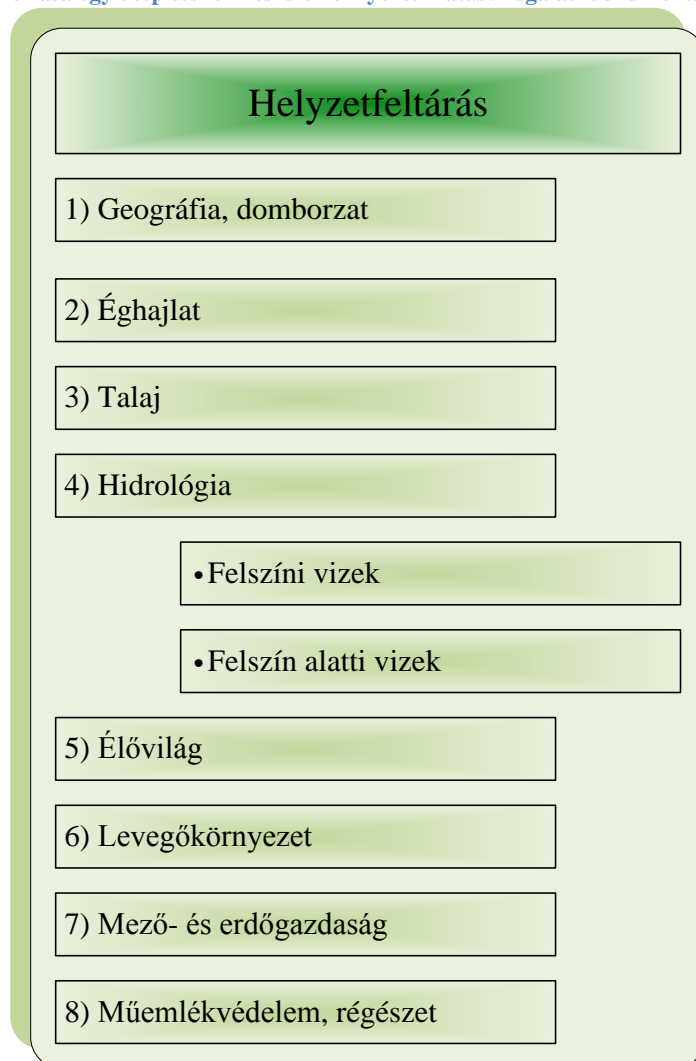 Helyzetfeltárás
1) Geográfia, domborzat
2) Éghajlat
3) Talaj
4) Hidrológia
•Felszíni vizek
•Felszín alatti vizek
5) Élővilág
6) Levegőkörnyezet
7) Mező- és erdőgazdaság
8) Műemlékvédelem, régészet